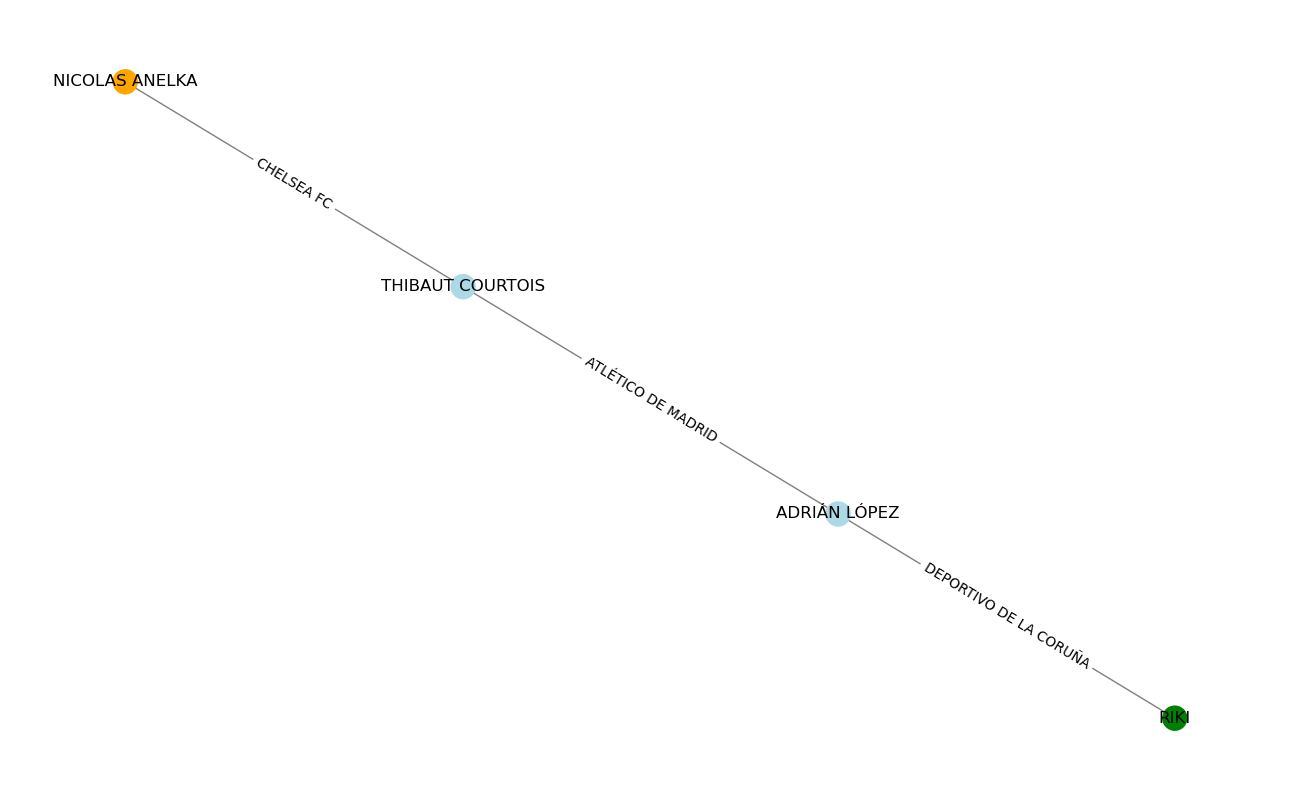 NICOLAS ANELKA
CHELSEA FC
THIBAUT COURTOIS
ATLÉTICO DE MADRID
ADRIÁN LÓPEZ
DEPORTIVO DE LA CORUÑA
RIKI